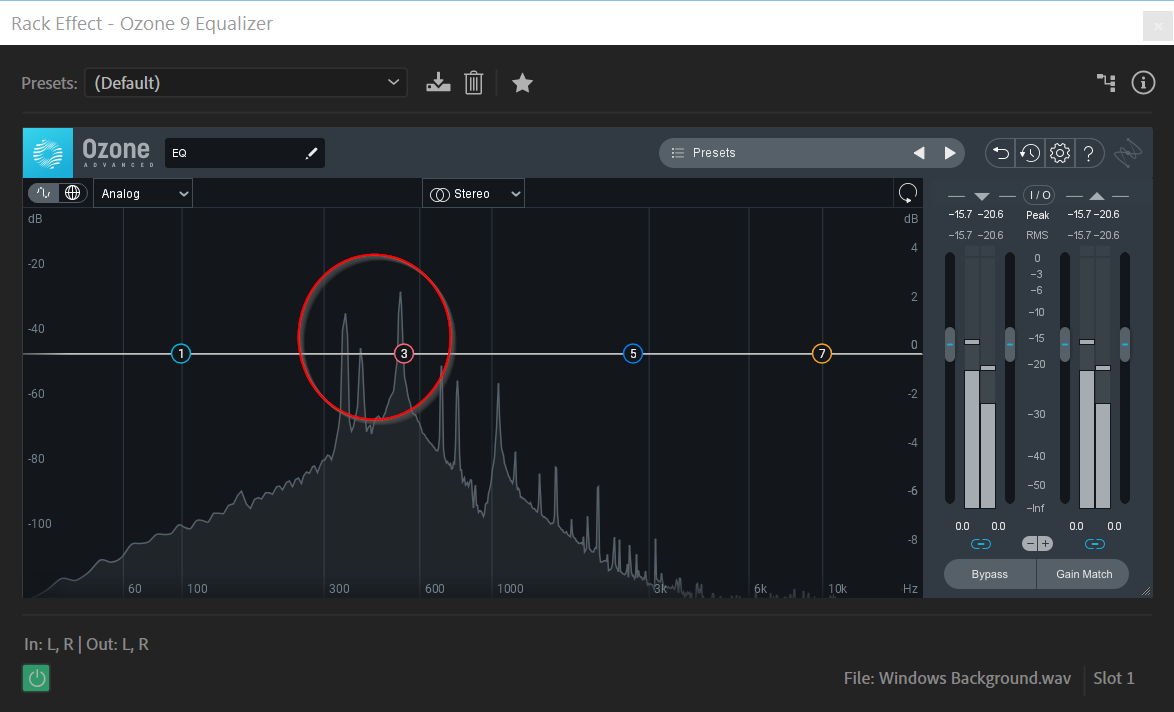 Rack Effect - Ozone 9 Equalizer
Presets: (Default)
Ozone
ADVANCED
EQ
Presets
?
Analog
Stereo
I / O
-15.7 -20.6 Peak -15.7 -20.6
-15.7 -20.6 RMS -15.7 -20.6
dB
-20
-40
-60
-80
-100
1
3
5
7
dB
4
2
0
-2
-4
-6
-8
60
100
300
600
1000
3k
6k
10k
Hz
0
-3
-6
-10
-15
-20
-30
-40
-50
-Inf
0.0 0.0 0.0 0.0
Bypass
Gain Match
In: L, R | Out: L, R
File: Windows Background.wav
Slot 1